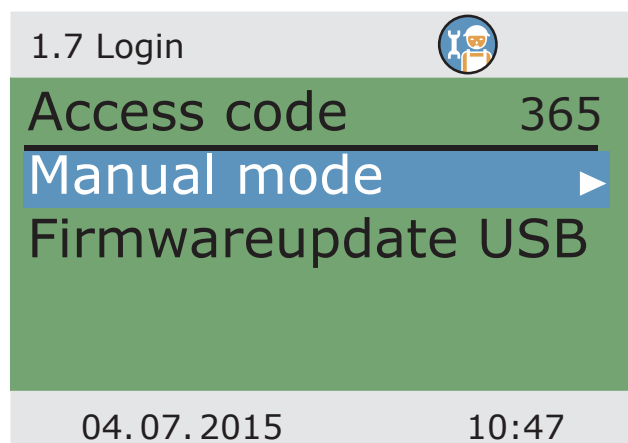 1.7 Login
Access code 365
Manual mode ▶
Firmwareupdate USB
04.07.2015 10:47